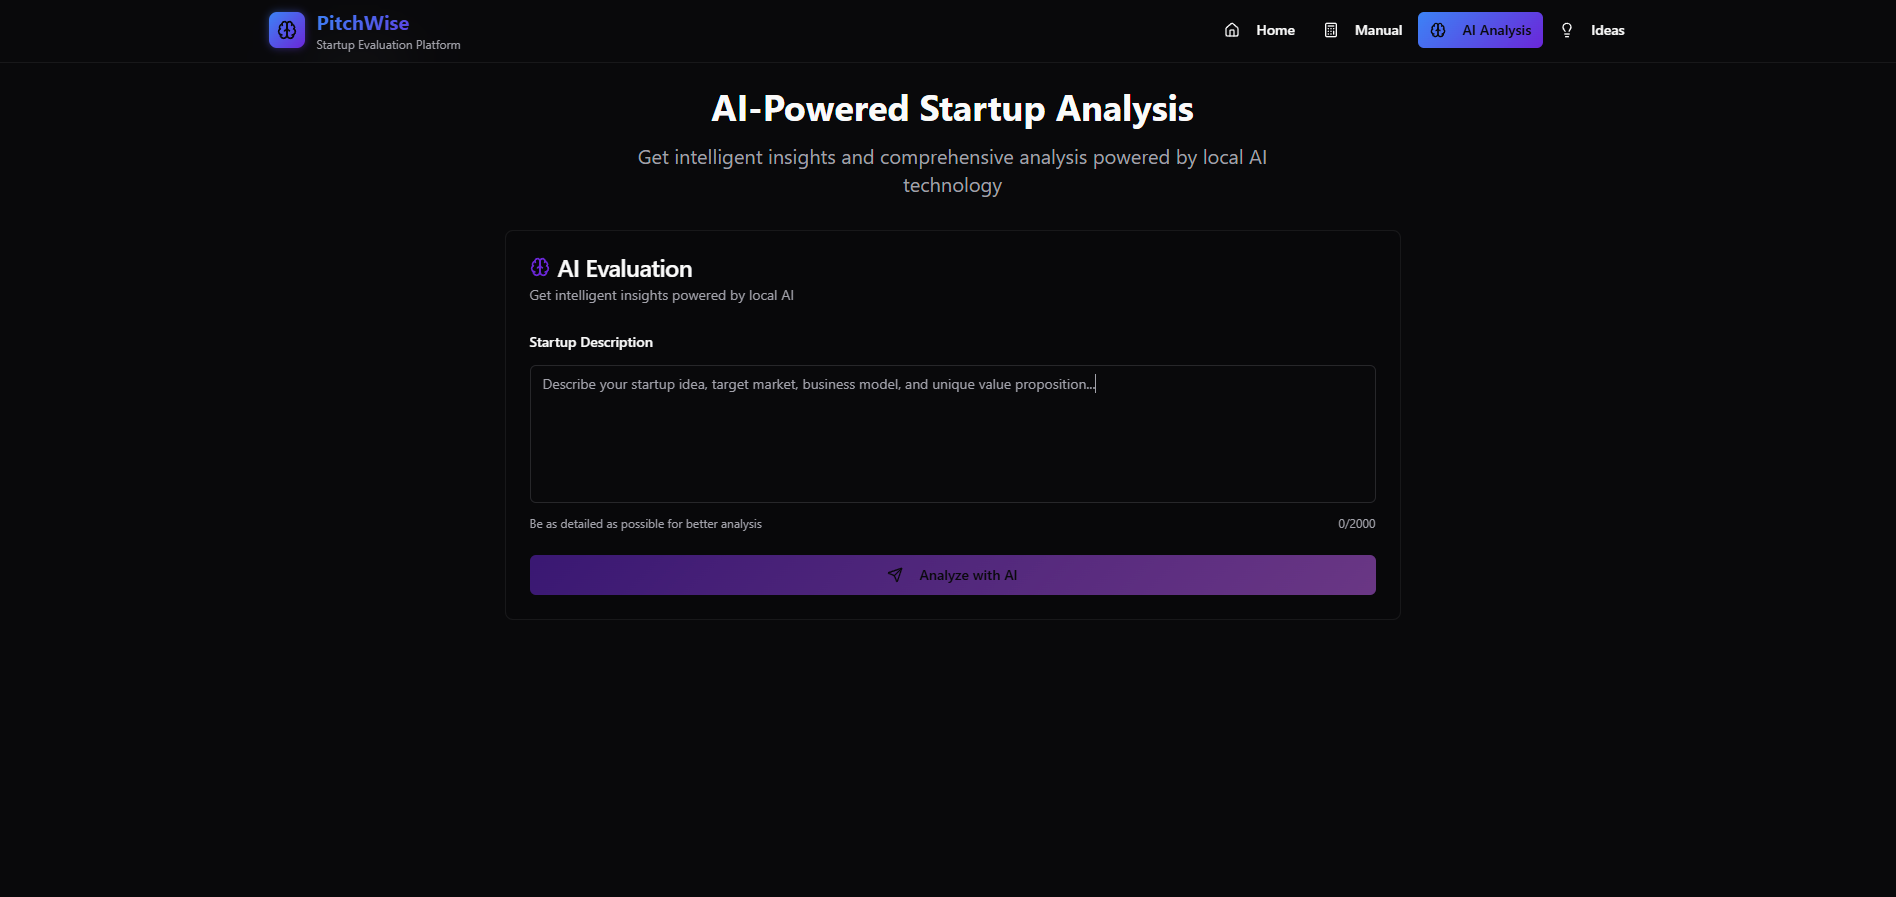 PitchWise
Startup Evaluation Platform
Home
Manual
AI Analysis
Ideas
AI-Powered Startup Analysis
Get intelligent insights and comprehensive analysis powered by local AI
technology
AI Evaluation
Get intelligent insights powered by local AI
Startup Description
Describe your startup idea, target market, business model, and unique value proposition...
Be as detailed as possible for better analysis
0/2000
Analyze with AI